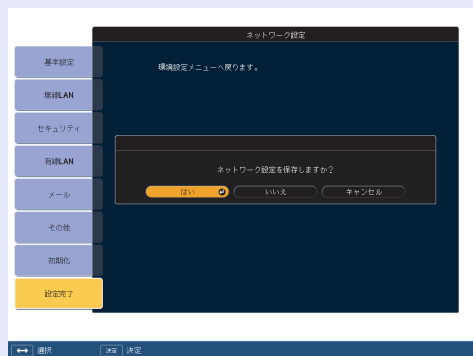 ネットワーク設定
基本設定
環境設定メニューへ戻ります。
無線LAN
セキュリティ
有線LAN
ネットワーク設定を保存しますか?
メール
はい
いいえ
キャンセル
その他
初期化
設定完了
選択
決定 決定